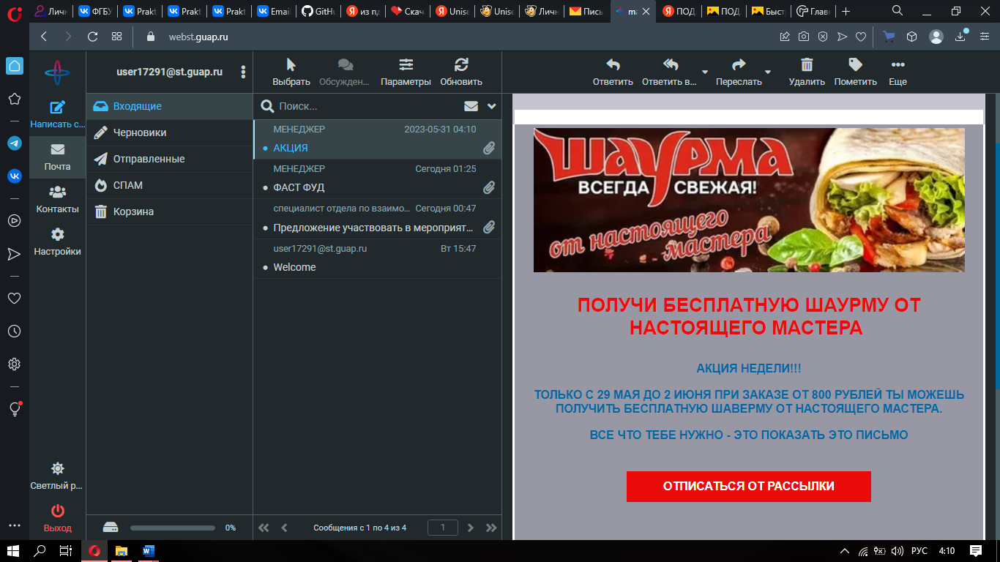 Личн
ФГБУ
Prakt
Prakt
Prakt
Email
GitHu
из пд
Скач
Unise
Unise
Личн
Пись
ma
ПОД
ПОД
Быст
Главн
webst.guap.ru
user17291@st.guap.ru
Написать с...
Почта
Контакты
Настройки
Светлый р...
Выход
Входящие
Черновики
Отправленные
СПАМ
Корзина
0%
Выбрать
Обсужден...
Параметры
Обновить
Поиск...
МЕНЕДЖЕР 2023-05-31 04:10
АКЦИЯ
МЕНЕДЖЕР Сегодня 01:25
ФАСТ ФУД
специалист отдела по взаимо... Сегодня 00:47
Предложение участвовать в мероприят...
user17291@st.guap.ru Вт 15:47
Welcome
Сообщения с 1 по 4 из 4
1
Ответить
Ответить в...
Переслать
Удалить
Пометить
Еще
ШАУРМА
ВСЕГДА СВЕЖАЯ!
от настоящего
мастера
ПОЛУЧИ БЕСПЛАТНУЮ ШАУРМУ ОТ
НАСТОЯЩЕГО МАСТЕРА
АКЦИЯ НЕДЕЛИ!!!
ТОЛЬКО С 29 МАЯ ДО 2 ИЮНЯ ПРИ ЗАКАЗЕ ОТ 800 РУБЛЕЙ ТЫ МОЖЕШЬ
ПОЛУЧИТЬ БЕСПЛАТНУЮ ШАВЕРМУ ОТ НАСТОЯЩЕГО МАСТЕРА.
ВСЕ ЧТО ТЕБЕ НУЖНО - ЭТО ПОКАЗАТЬ ЭТО ПИСЬМО
ОТПИСАТЬСЯ ОТ РАССЫЛКИ
РУС
4:10